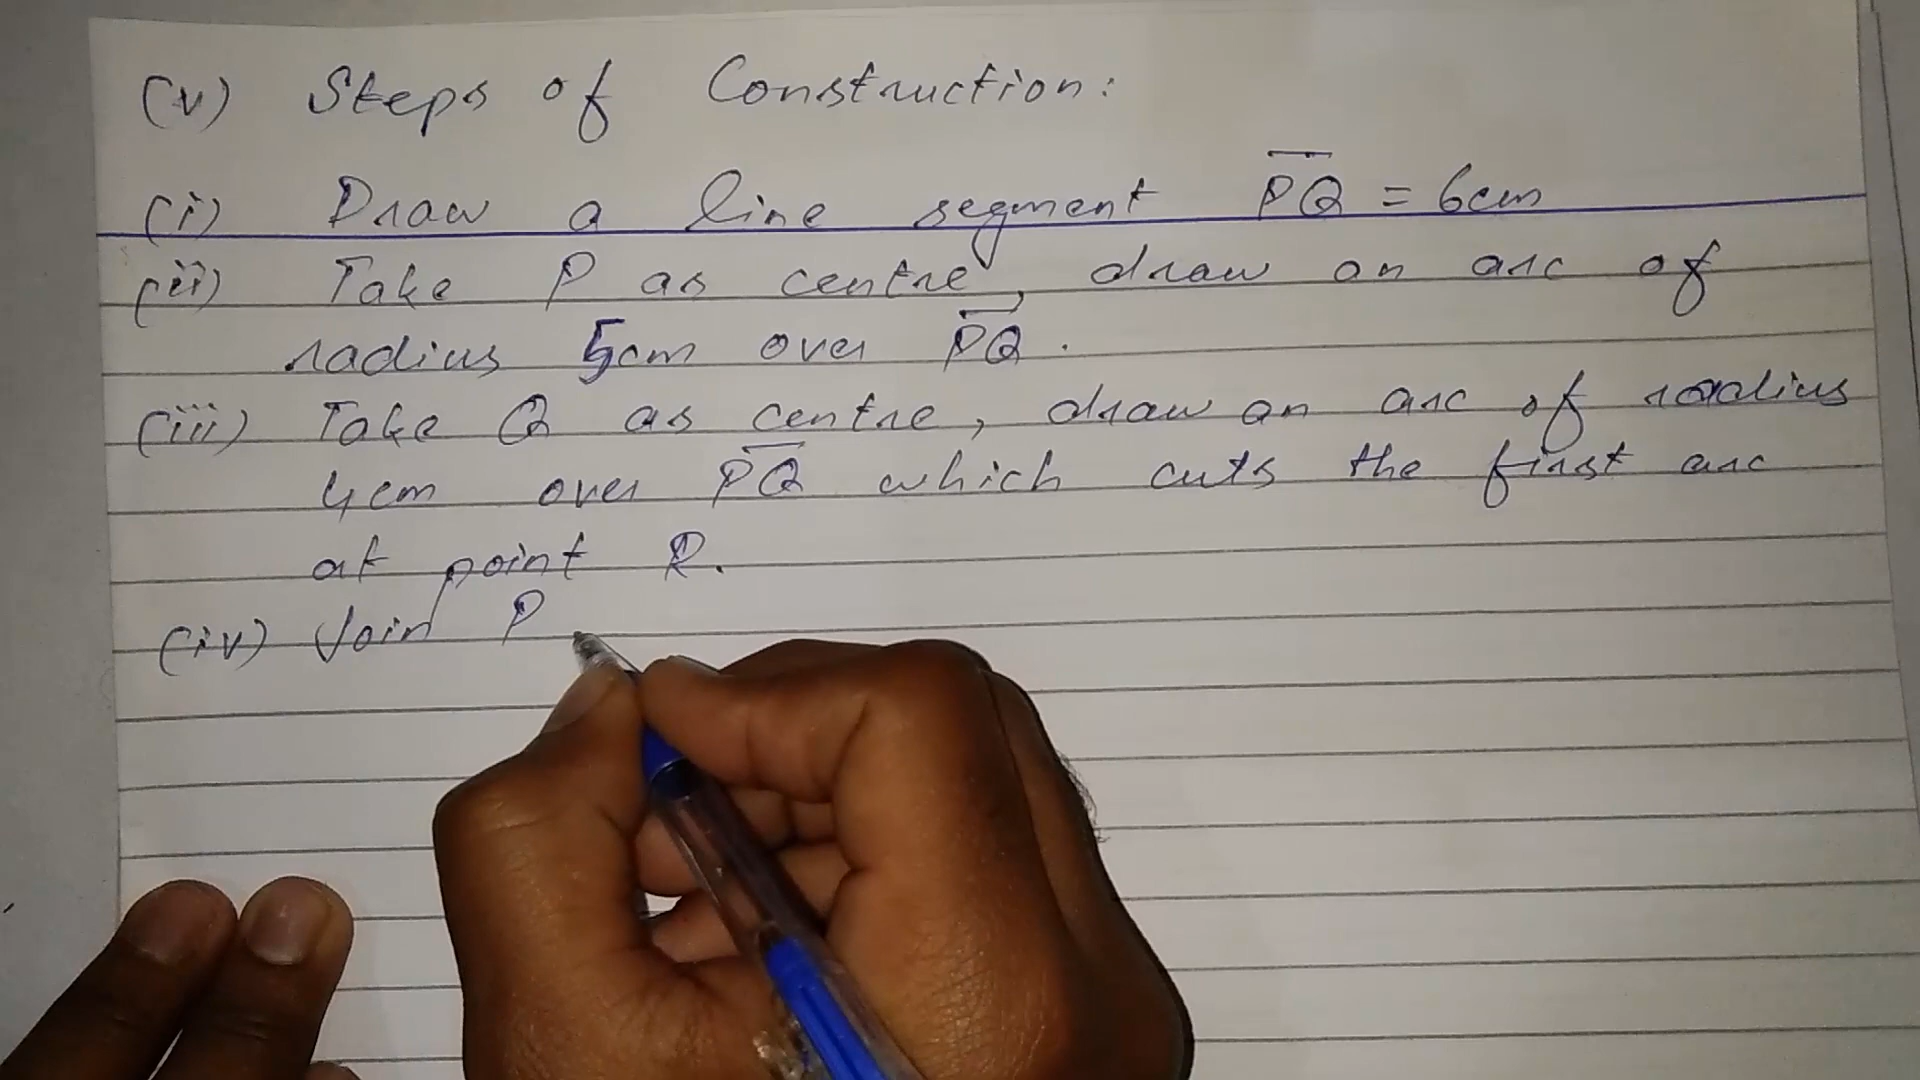 (v) Steps of Construction:
(i) Draw a line segment PQ = 6cm
(ii) Take P as centre, draw an arc of
radius 5cm over PQ.
(iii) Take Q as centre, draw an arc of radius
4cm over PQ which cuts the first arc
at point R.
(iv) Join P